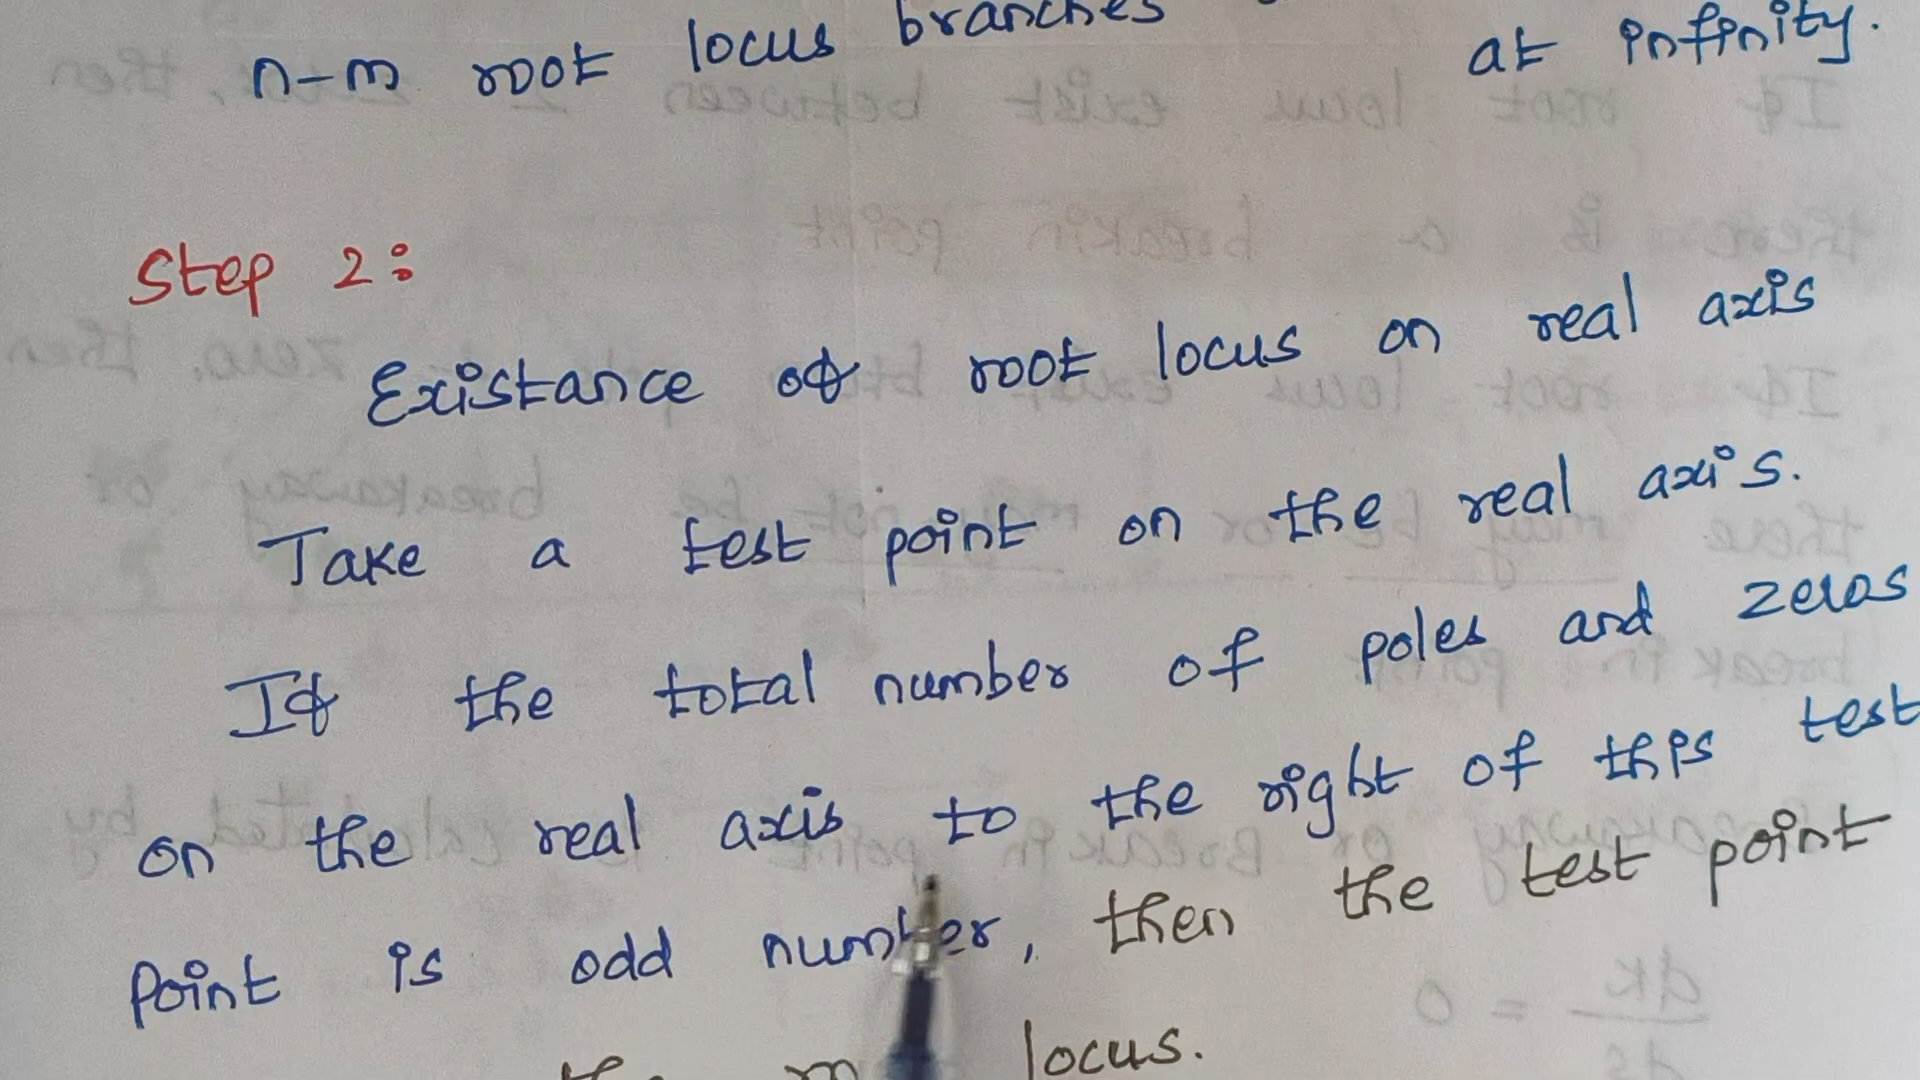 n-m root locus branches at infinity.
Step 2:
Existance of root locus on real axis
Take a test point on the real axis.
If the total number of poles and zeros
on the real axis to the right of this test
Point is odd number, then the test point
locus.